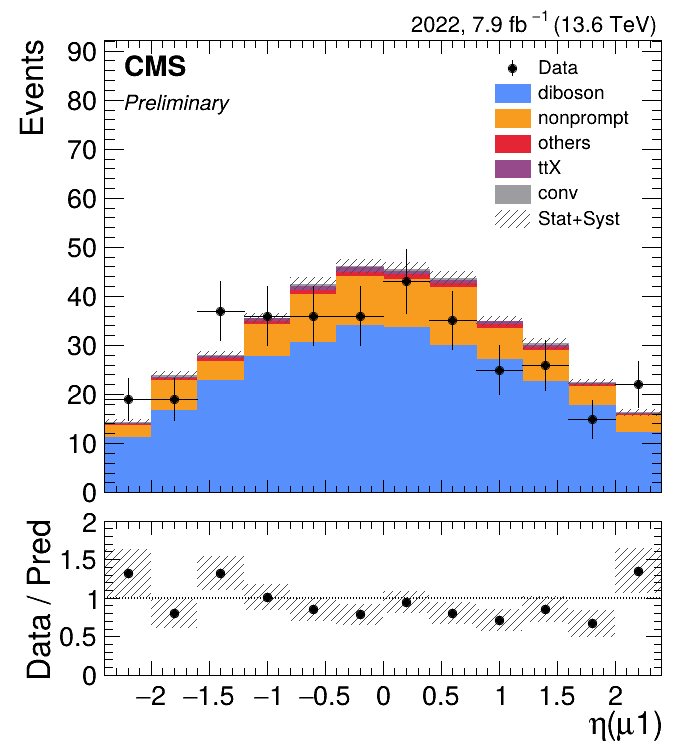 2022, 7.9 fb⁻¹ (13.6 TeV)
Events
90
80
70
60
50
40
30
20
10
0
CMS
Preliminary
Data
diboson
nonprompt
others
ttX
conv
Stat+Syst
Data / Pred
2
1.5
1
0.5
0
−2 −1.5 −1 −0.5 0 0.5 1 1.5 2
η(μ1)